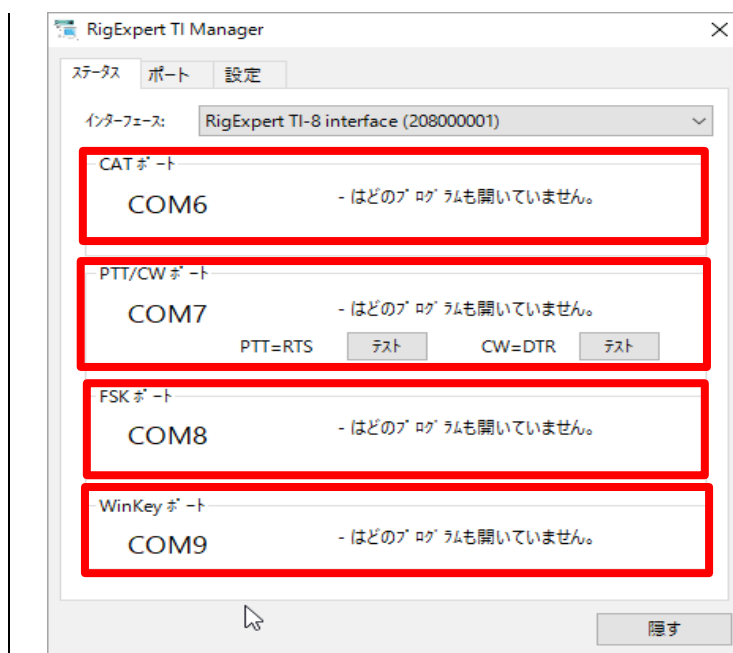 RigExpert TI Manager
ステータス ポート 設定
インターフェース: RigExpert TI-8 interface (208000001)
CAT ポート
COM6 - はどのプログラムも開いていません。
PTT/CW ポート
COM7 - はどのプログラムも開いていません。
PTT=RTS テスト CW=DTR テスト
FSK ポート
COM8 - はどのプログラムも開いていません。
WinKey ポート
COM9 - はどのプログラムも開いていません。
隠す